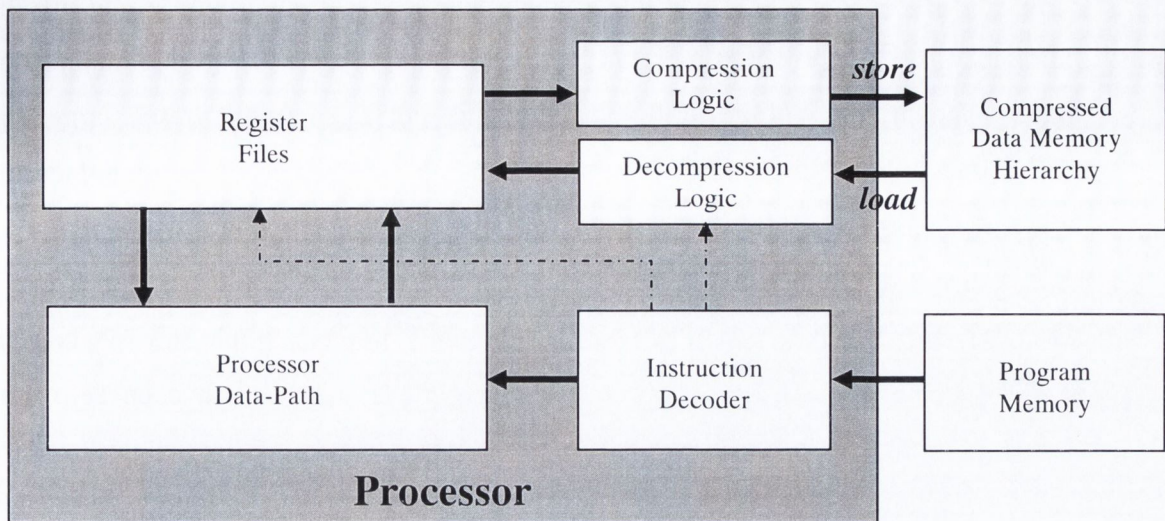 Register
Files
Compression
Logic
store
Compressed
Data Memory
Hierarchy
Decompression
Logic
load
Processor
Data-Path
Instruction
Decoder
Program
Memory
Processor